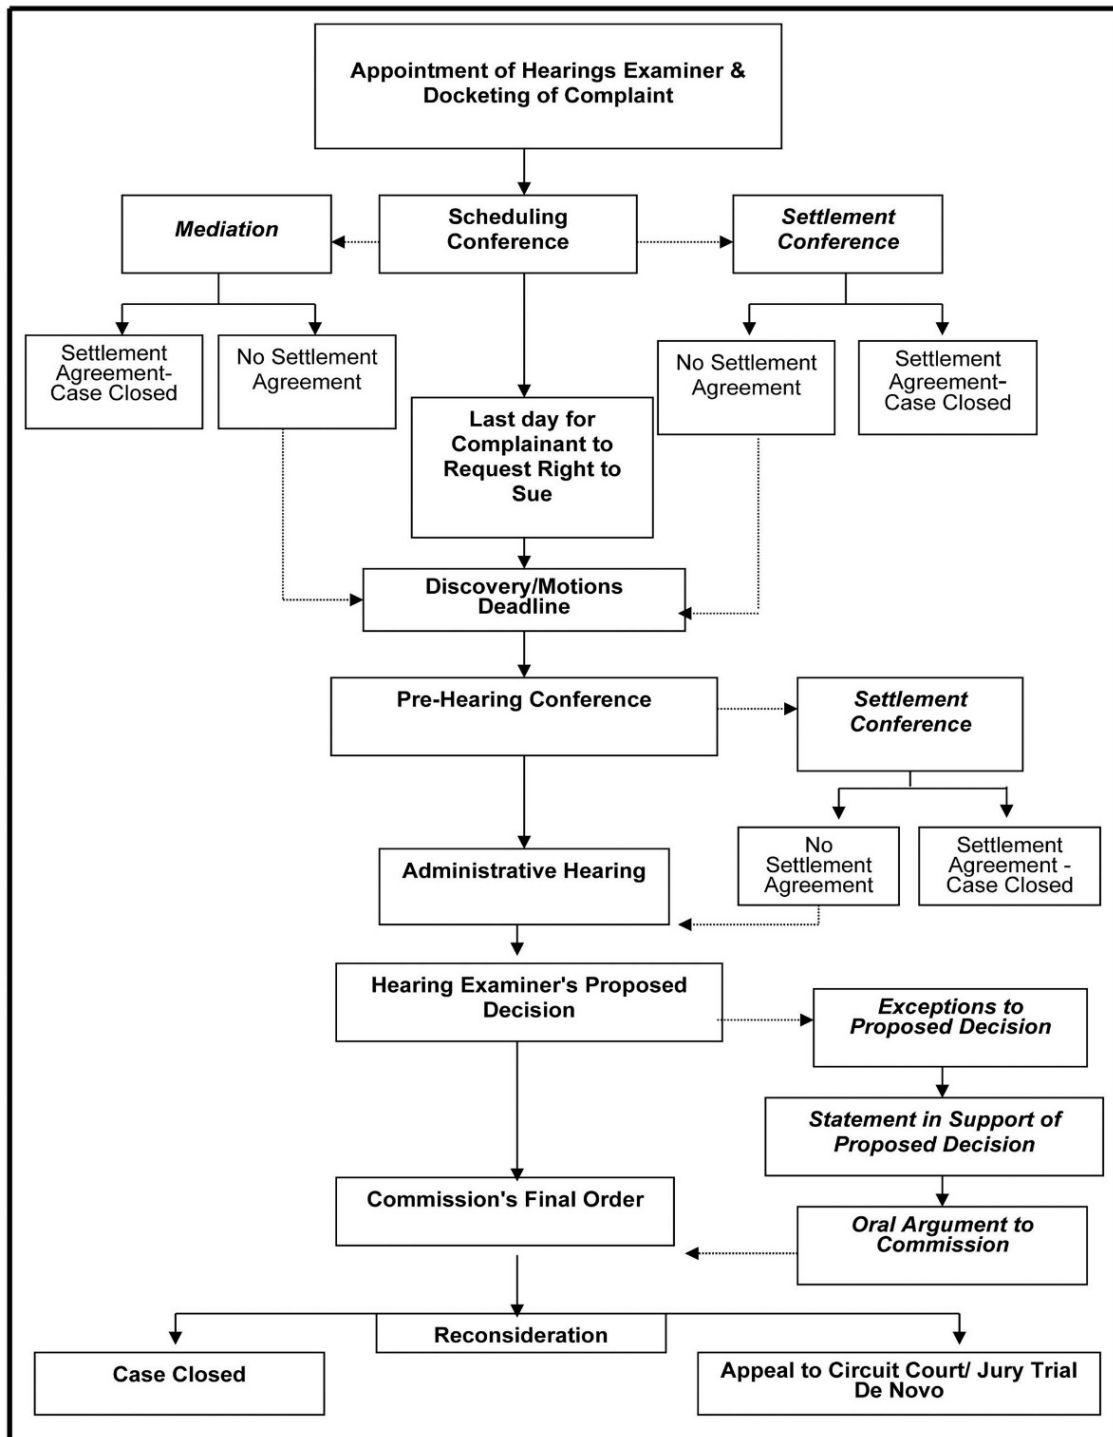 Appointment of Hearings Examiner &
Docketing of Complaint
Mediation
Scheduling
Conference
Settlement
Conference
Settlement
Agreement-
Case Closed
No Settlement
Agreement
No Settlement
Agreement
Settlement
Agreement-
Case Closed
Last day for
Complainant to
Request Right to
Sue
Discovery/Motions
Deadline
Pre-Hearing Conference
Settlement
Conference
No
Settlement
Agreement
Settlement
Agreement -
Case Closed
Administrative Hearing
Hearing Examiner's Proposed
Decision
Exceptions to
Proposed Decision
Statement in Support of
Proposed Decision
Commission's Final Order
Oral Argument to
Commission
Reconsideration
Case Closed
Appeal to Circuit Court/ Jury Trial
De Novo